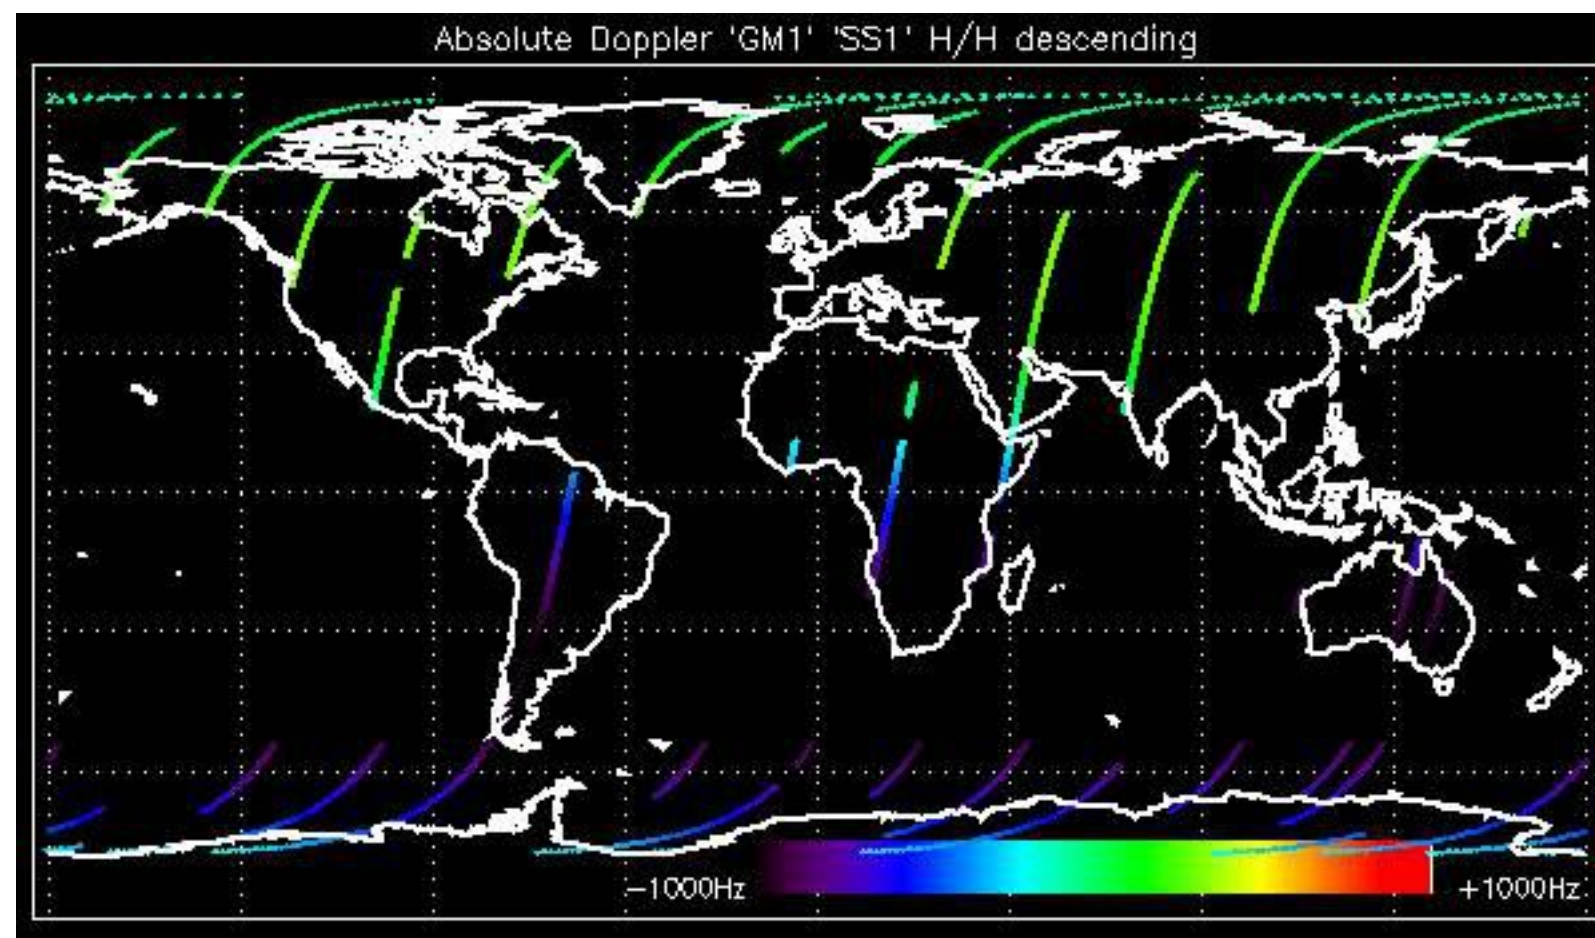 Absolute Doppler 'GM1' 'SS1' H/H descending
−1000Hz
+1000Hz